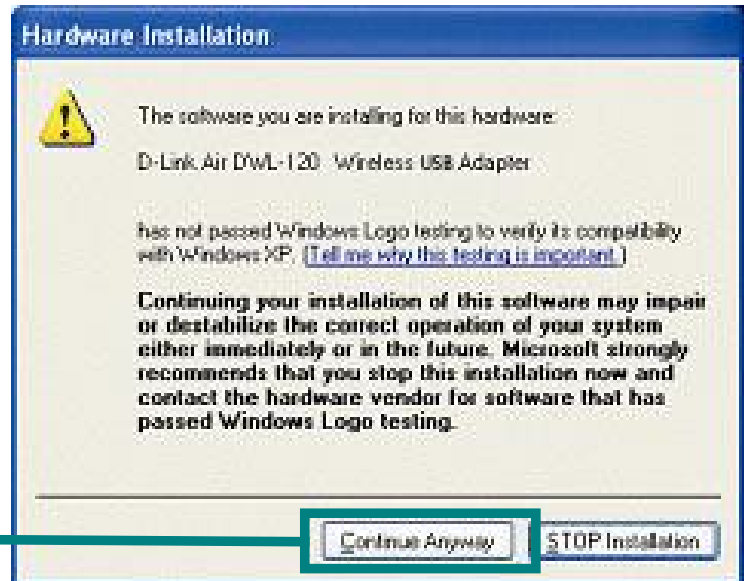 Hardware Installation
The software you are installing for this hardware:
D-Link Air DWL-120 Wireless USB Adapter
has not passed Windows Logo testing to verify its compatibility
with Windows XP. (Tell me why this testing is important.)
Continuing your installation of this software may impair
or destabilize the correct operation of your system
either immediately or in the future. Microsoft strongly
recommends that you stop this installation now and
contact the hardware vendor for software that has
passed Windows Logo testing.
Continue Anyway
STOP Installation